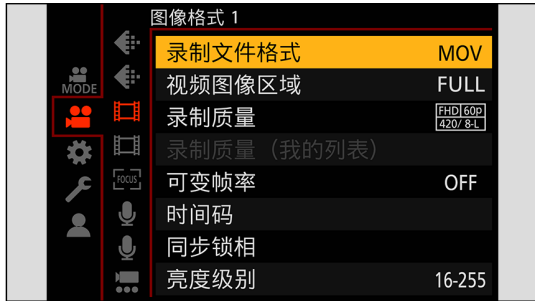 图像格式 1
MODE
录制文件格式 MOV
视频图像区域 FULL
录制质量 FHD 60p 420/8-L
录制质量（我的列表）
FOCUS
可变帧率 OFF
时间码
同步锁相
亮度级别 16-255